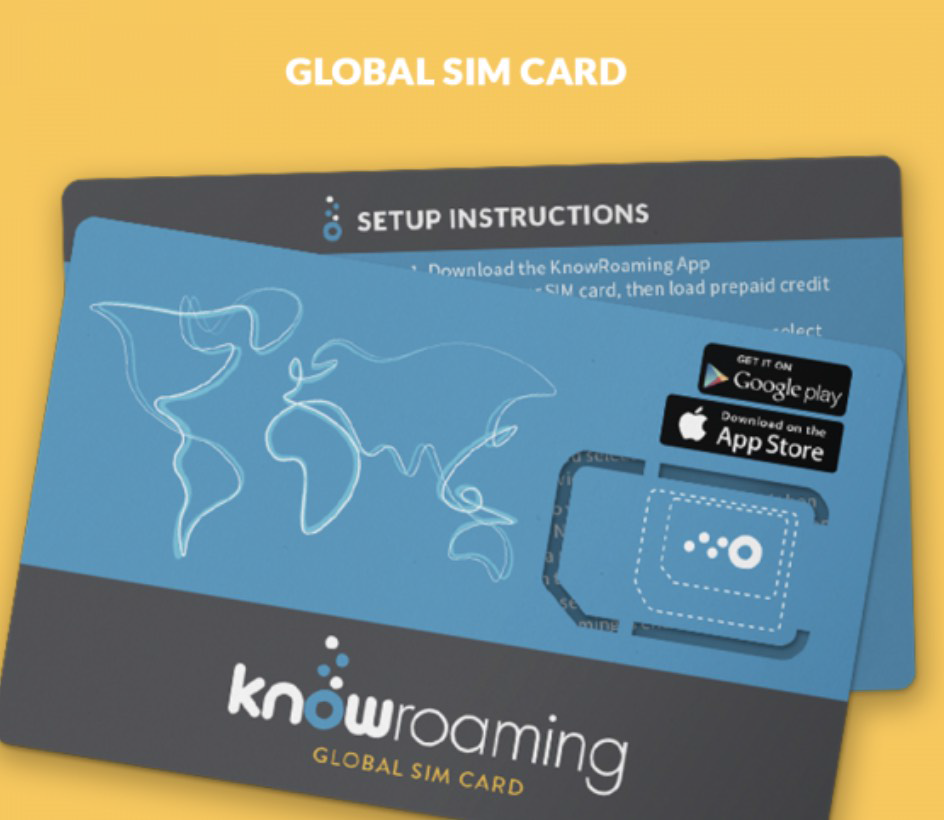 GLOBAL SIM CARD
SETUP INSTRUCTIONS
1. Download the KnowRoaming App
SIM card, then load prepaid credit
select
GET IT ON
Google play
Download on the
App Store
knowroaming
GLOBAL SIM CARD